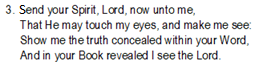 3. Send your Spirit, Lord, now unto me,
That He may touch my eyes, and make me see:
Show me the truth concealed within your Word,
And in your Book revealed I see the Lord.